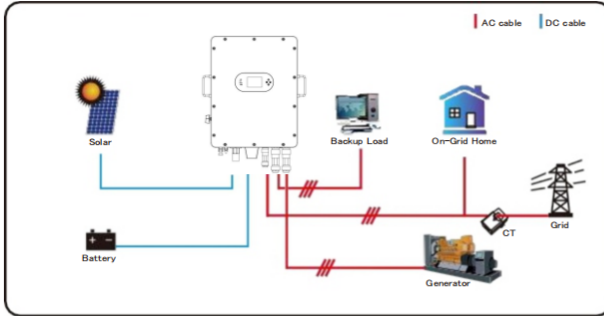 AC cable DC cable
Solar
Backup Load
On-Grid Home
Battery
CT
Grid
Generator